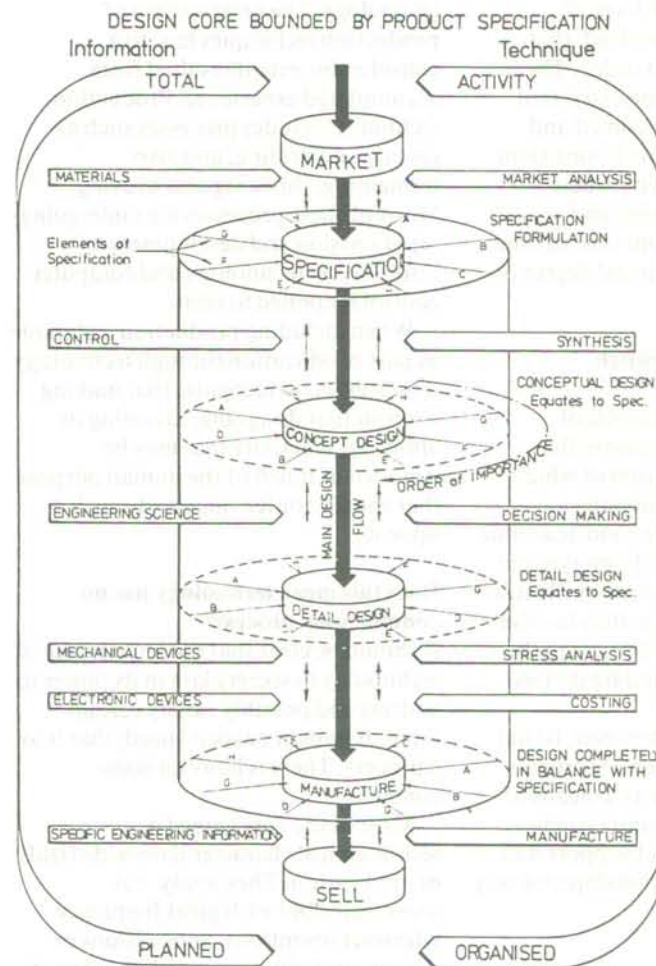 DESIGN CORE BOUNDED BY PRODUCT SPECIFICATION
Information
Technique
TOTAL
ACTIVITY
MARKET
MATERIALS
MARKET ANALYSIS
SPECIFICATION
FORMULATION
Elements of
Specification
SPECIFICATION
CONTROL
SYNTHESIS
CONCEPTUAL DESIGN
Equates to Spec.
CONCEPT DESIGN
ORDER of IMPORTANCE
MAIN DESIGN
FLOW
ENGINEERING SCIENCE
DECISION MAKING
DETAIL DESIGN
Equates to Spec.
DETAIL DESIGN
MECHANICAL DEVICES
STRESS ANALYSIS
ELECTRONIC DEVICES
COSTING
DESIGN COMPLETELY
IN BALANCE WITH
SPECIFICATION
MANUFACTURE
SPECIFIC ENGINEERING INFORMATION
MANUFACTURE
SELL
PLANNED
ORGANISED